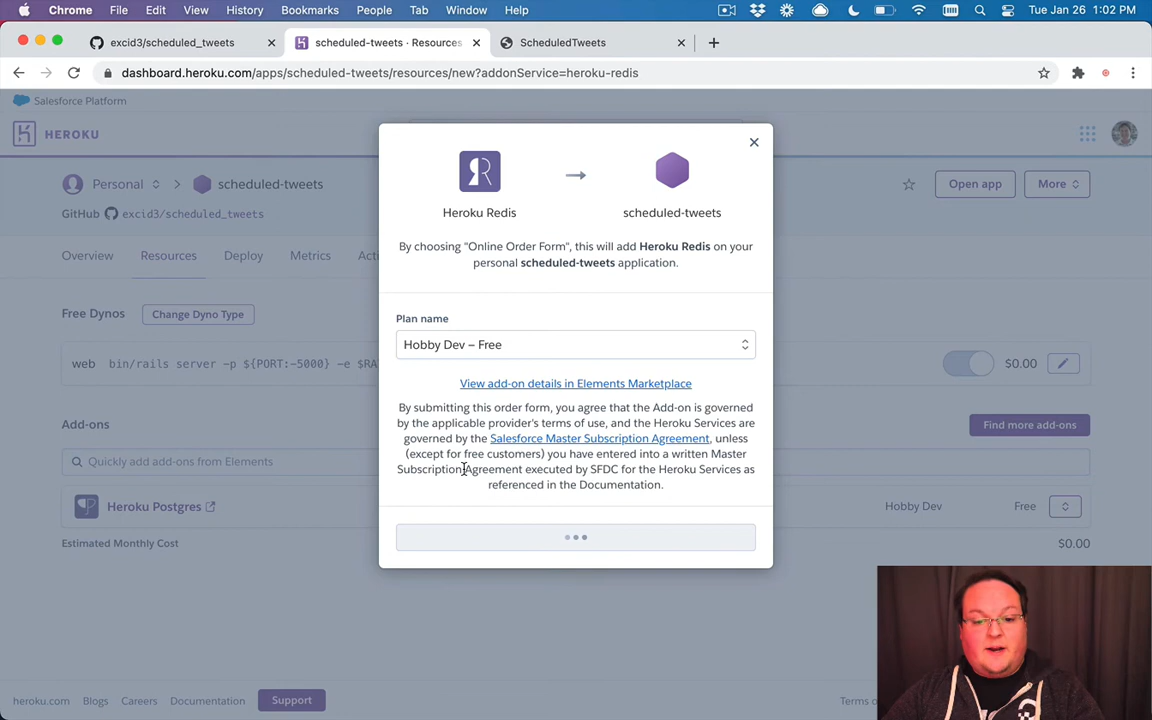 Chrome File Edit View History Bookmarks People Tab Window Help Tue Jan 26 1:02 PM
excid3/scheduled_tweets scheduled-tweets · Resources ScheduledTweets
dashboard.heroku.com/apps/scheduled-tweets/resources/new?addonService=heroku-redis
Salesforce Platform
HEROKU
Personal scheduled-tweets Open app More
GitHub excid3/scheduled_tweets
Overview Resources Deploy Metrics Acti
Free Dynos Change Dyno Type
web bin/rails server -p ${PORT:-5000} -e $RA $0.00
Add-ons Find more add-ons
Quickly add add-ons from Elements
Heroku Postgres Hobby Dev Free
Estimated Monthly Cost $0.00
Heroku Redis scheduled-tweets
By choosing "Online Order Form", this will add Heroku Redis on your
personal scheduled-tweets application.
Plan name
Hobby Dev – Free
View add-on details in Elements Marketplace
By submitting this order form, you agree that the Add-on is governed
by the applicable provider's terms of use, and the Heroku Services are
governed by the Salesforce Master Subscription Agreement, unless
(except for free customers) you have entered into a written Master
Subscription Agreement executed by SFDC for the Heroku Services as
referenced in the Documentation.
heroku.com Blogs Careers Documentation Support Terms o